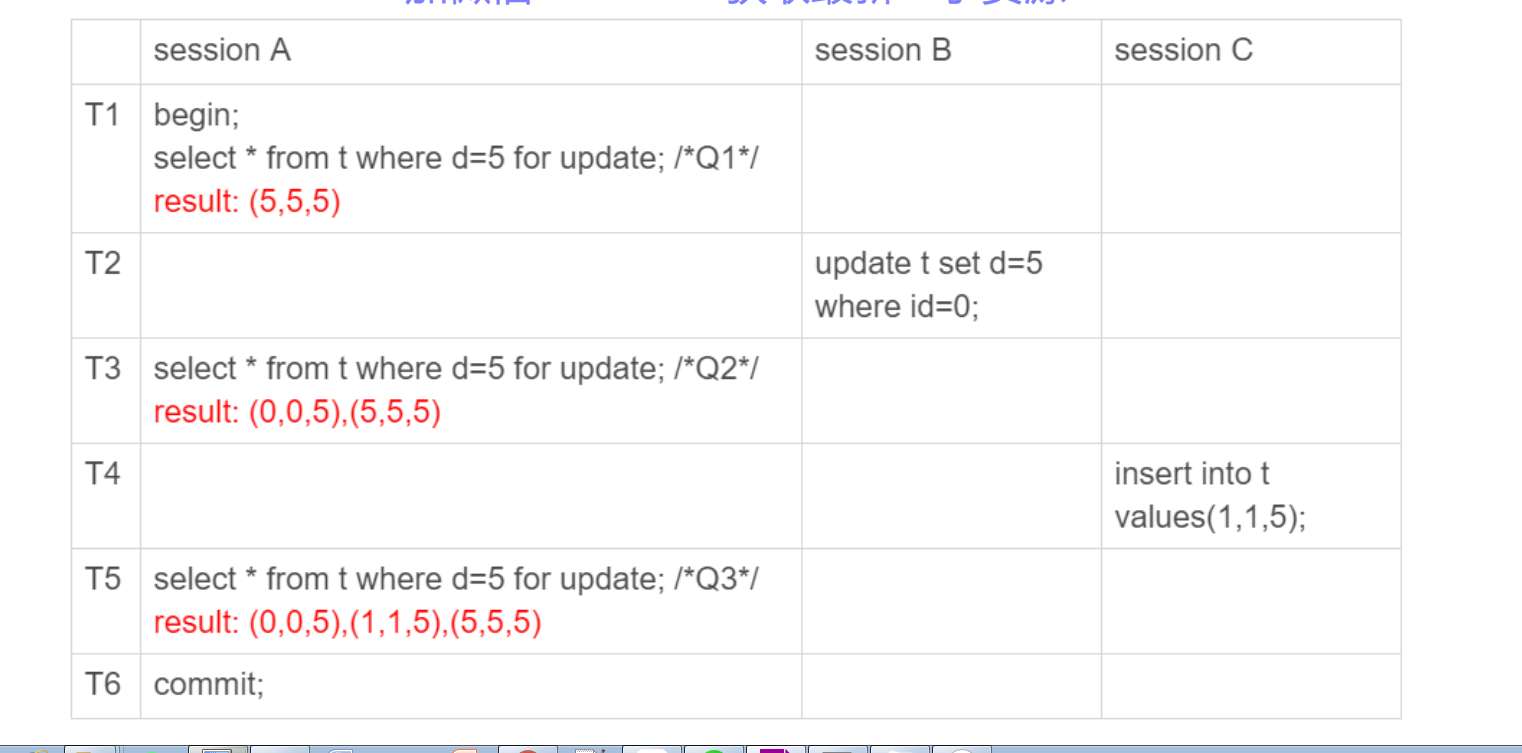 session A session B session C
T1 begin;
select * from t where d=5 for update; /*Q1*/
result: (5,5,5)
T2 update t set d=5
where id=0;
T3 select * from t where d=5 for update; /*Q2*/
result: (0,0,5),(5,5,5)
T4 insert into t
values(1,1,5);
T5 select * from t where d=5 for update; /*Q3*/
result: (0,0,5),(1,1,5),(5,5,5)
T6 commit;